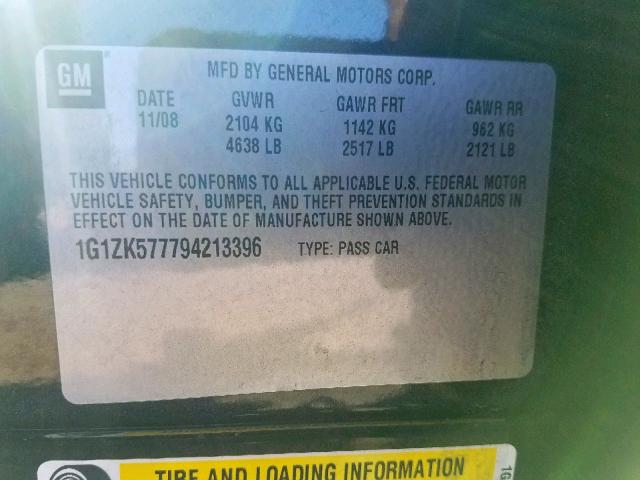 GM
MFD BY GENERAL MOTORS CORP.
DATE GVWR GAWR FRT GAWR RR
11/08 2104 KG 1142 KG 962 KG
4638 LB 2517 LB 2121 LB
THIS VEHICLE CONFORMS TO ALL APPLICABLE U.S. FEDERAL MOTOR
VEHICLE SAFETY, BUMPER, AND THEFT PREVENTION STANDARDS IN
EFFECT ON THE DATE OF MANUFACTURE SHOWN ABOVE.
1G1ZK577794213396 TYPE: PASS CAR
TIRE AND LOADING INFORMATION